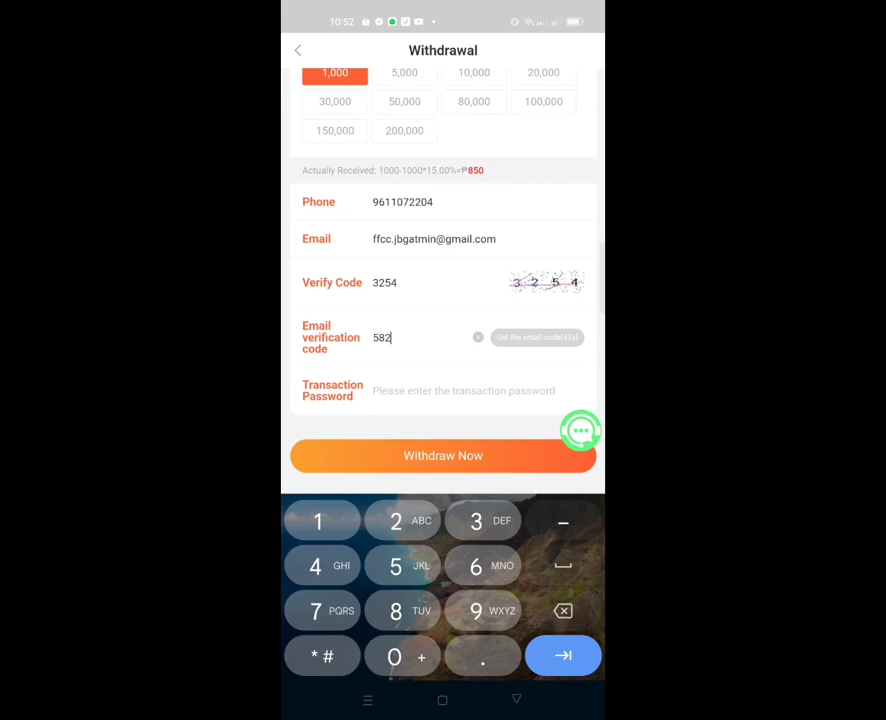 10:52
Withdrawal
1,000 5,000 10,000 20,000
30,000 50,000 80,000 100,000
150,000 200,000
Actually Received: 1000-1000*15.00%=₱850
Phone 9611072204
Email ffcc.jbgatmin@gmail.com
Verify Code 3254 3 2 5 4
Email
verification
code
582 Get the email code(42s)
Transaction
Password
Please enter the transaction password
Withdraw Now
1 2 ABC 3 DEF –
4 GHI 5 JKL 6 MNO
7 PQRS 8 TUV 9 WXYZ
* # 0 + .